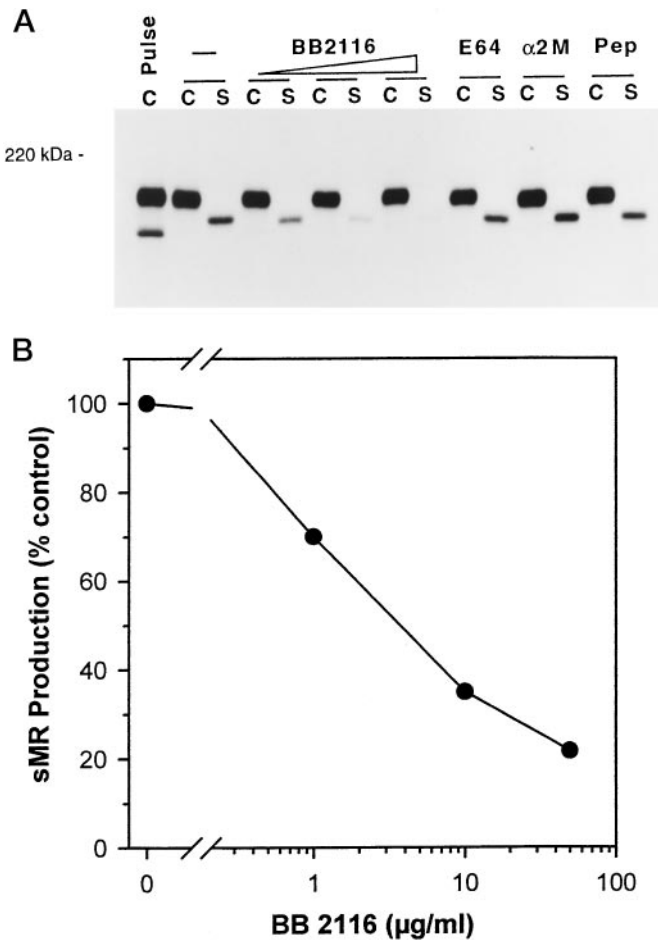 A
Pulse
— BB2116 E64 α2M Pep
C C S C S C S C S C S C S C S
220 kDa -
B
sMR Production (% control)
100
80
60
40
20
0
0 1 10 100
BB 2116 (µg/ml)